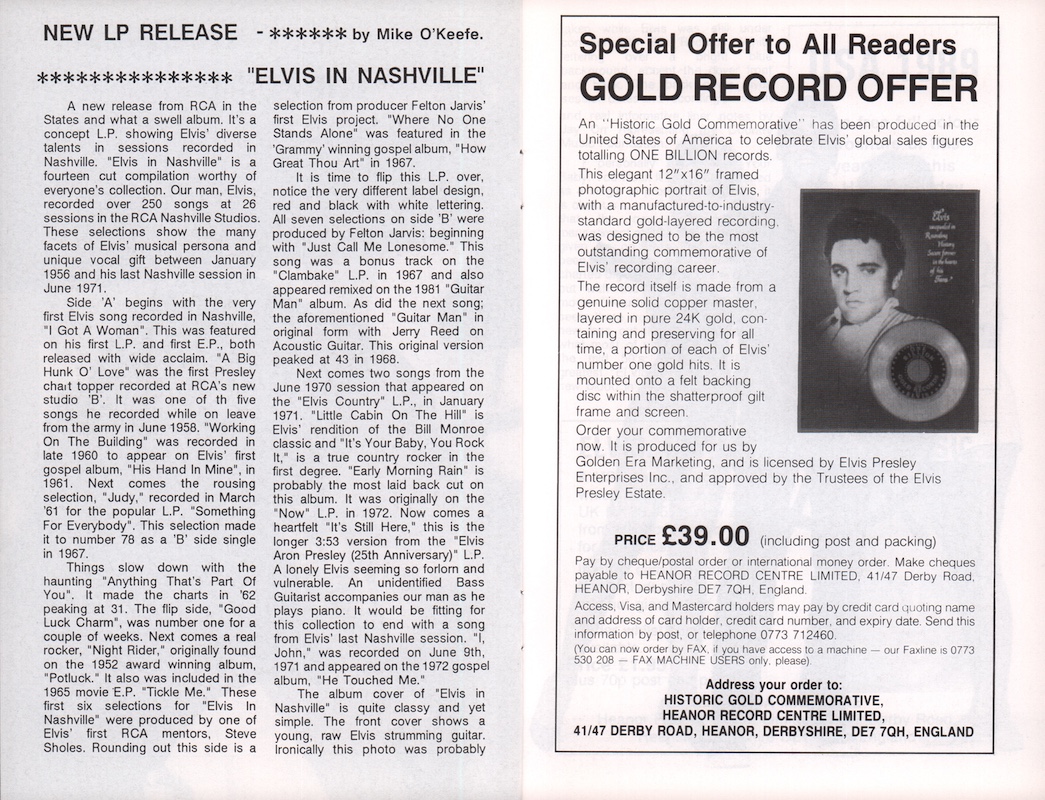 NEW LP RELEASE - ****** by Mike O'Keefe.
*************** "ELVIS IN NASHVILLE"
A new release from RCA in the
States and what a swell album. It's a
concept L.P. showing Elvis' diverse
talents in sessions recorded in
Nashville. "Elvis in Nashville" is a
fourteen cut compilation worthy of
everyone's collection. Our man, Elvis,
recorded over 250 songs at 26
sessions in the RCA Nashville Studios.
These selections show the many
facets of Elvis' musical persona and
unique vocal gift between January
1956 and his last Nashville session in
June 1971.
Side 'A' begins with the very
first Elvis song recorded in Nashville,
"I Got A Woman". This was featured
on his first L.P. and first E.P., both
released with wide acclaim. "A Big
Hunk O' Love" was the first Presley
chart topper recorded at RCA's new
studio 'B'. It was one of th five
songs he recorded while on leave
from the army in June 1958. "Working
On The Building" was recorded in
late 1960 to appear on Elvis' first
gospel album, "His Hand In Mine", in
1961. Next comes the rousing
selection, "Judy," recorded in March
'61 for the popular L.P. "Something
For Everybody". This selection made
it to number 78 as a 'B' side single
in 1967.
Things slow down with the
haunting "Anything That's Part Of
You". It made the charts in '62
peaking at 31. The flip side, "Good
Luck Charm", was number one for a
couple of weeks. Next comes a real
rocker, "Night Rider," originally found
on the 1952 award winning album,
"Potluck." It also was included in the
1965 movie E.P. "Tickle Me." These
first six selections for "Elvis In
Nashville" were produced by one of
Elvis' first RCA mentors, Steve
Sholes. Rounding out this side is a
selection from producer Felton Jarvis'
first Elvis project. "Where No One
Stands Alone" was featured in the
'Grammy' winning gospel album, "How
Great Thou Art" in 1967.
It is time to flip this L.P. over,
notice the very different label design,
red and black with white lettering.
All seven selections on side 'B' were
produced by Felton Jarvis: beginning
with "Just Call Me Lonesome." This
song was a bonus track on the
"Clambake" L.P. in 1967 and also
appeared remixed on the 1981 "Guitar
Man" album. As did the next song;
the aforementioned "Guitar Man" in
original form with Jerry Reed on
Acoustic Guitar. This original version
peaked at 43 in 1968.
Next comes two songs from the
June 1970 session that appeared on
the "Elvis Country" L.P., in January
1971. "Little Cabin On The Hill" is
Elvis' rendition of the Bill Monroe
classic and "It's Your Baby, You Rock
It," is a true country rocker in the
first degree. "Early Morning Rain" is
probably the most laid back cut on
this album. It was originally on the
"Now" L.P. in 1972. Now comes a
heartfelt "It's Still Here," this is the
longer 3:53 version from the "Elvis
Aron Presley (25th Anniversary)" L.P.
A lonely Elvis seeming so forlorn and
vulnerable. An unidentified Bass
Guitarist accompanies our man as he
plays piano. It would be fitting for
this collection to end with a song
from Elvis' last Nashville session. "I,
John," was recorded on June 9th,
1971 and appeared on the 1972 gospel
album, "He Touched Me."
The album cover of "Elvis in
Nashville" is quite classy and yet
simple. The front cover shows a
young, raw Elvis strumming guitar.
Ironically this photo was probably
Special Offer to All Readers
GOLD RECORD OFFER
An "Historic Gold Commemorative" has been produced in the
United States of America to celebrate Elvis' global sales figures
totalling ONE BILLION records.
This elegant 12"x16" framed
photographic portrait of Elvis,
with a manufactured-to-industry-
standard gold-layered recording,
was designed to be the most
outstanding commemorative of
Elvis' recording career.
The record itself is made from a
genuine solid copper master,
layered in pure 24K gold, con-
taining and preserving for all
time, a portion of each of Elvis'
number one gold hits. It is
mounted onto a felt backing
disc within the shatterproof gilt
frame and screen.
Order your commemorative
now. It is produced for us by
Golden Era Marketing, and is licensed by Elvis Presley
Enterprises Inc., and approved by the Trustees of the Elvis
Presley Estate.
PRICE £39.00 (including post and packing)
Pay by cheque/postal order or international money order. Make cheques
payable to HEANOR RECORD CENTRE LIMITED, 41/47 Derby Road,
HEANOR, Derbyshire DE7 7QH, England.
Access, Visa, and Mastercard holders may pay by credit card quoting name
and address of card holder, credit card number, and expiry date. Send this
information by post, or telephone 0773 712460.
(You can now order by FAX, if you have access to a machine — our Faxline is 0773
530 208 — FAX MACHINE USERS only, please).
Address your order to:
HISTORIC GOLD COMMEMORATIVE,
HEANOR RECORD CENTRE LIMITED,
41/47 DERBY ROAD, HEANOR, DERBYSHIRE, DE7 7QH, ENGLAND